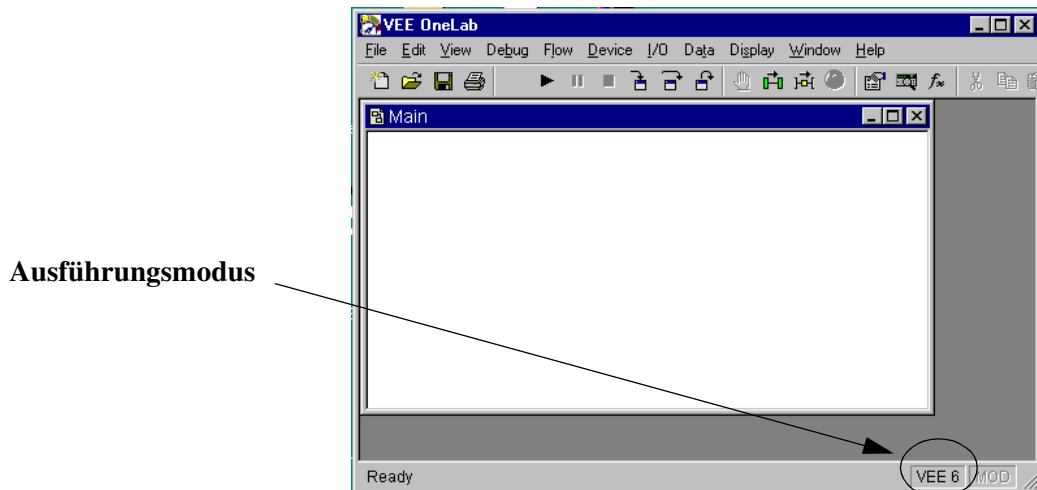 VEE OneLab
File Edit View Debug Flow Device I/O Data Display Window Help
Main
Ausführungsmodus
Ready VEE 6 MOD